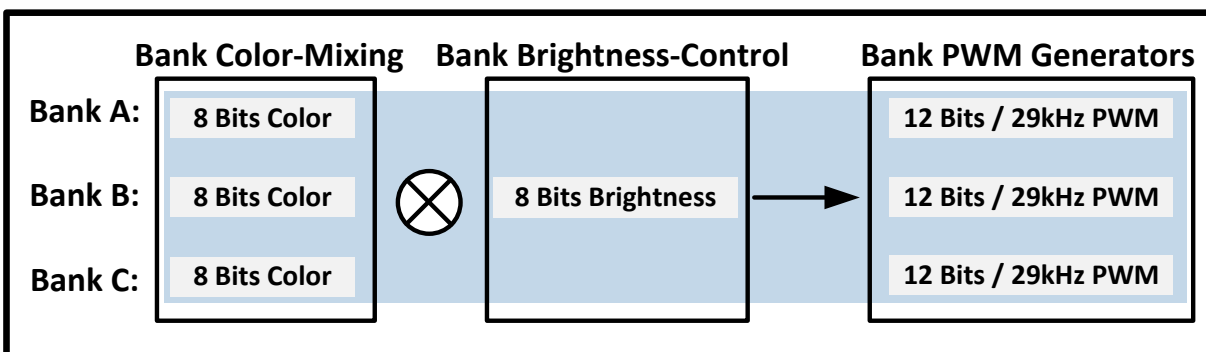 Bank Color-Mixing Bank Brightness-Control Bank PWM Generators
Bank A: 8 Bits Color 12 Bits / 29kHz PWM
Bank B: 8 Bits Color 8 Bits Brightness 12 Bits / 29kHz PWM
Bank C: 8 Bits Color 12 Bits / 29kHz PWM